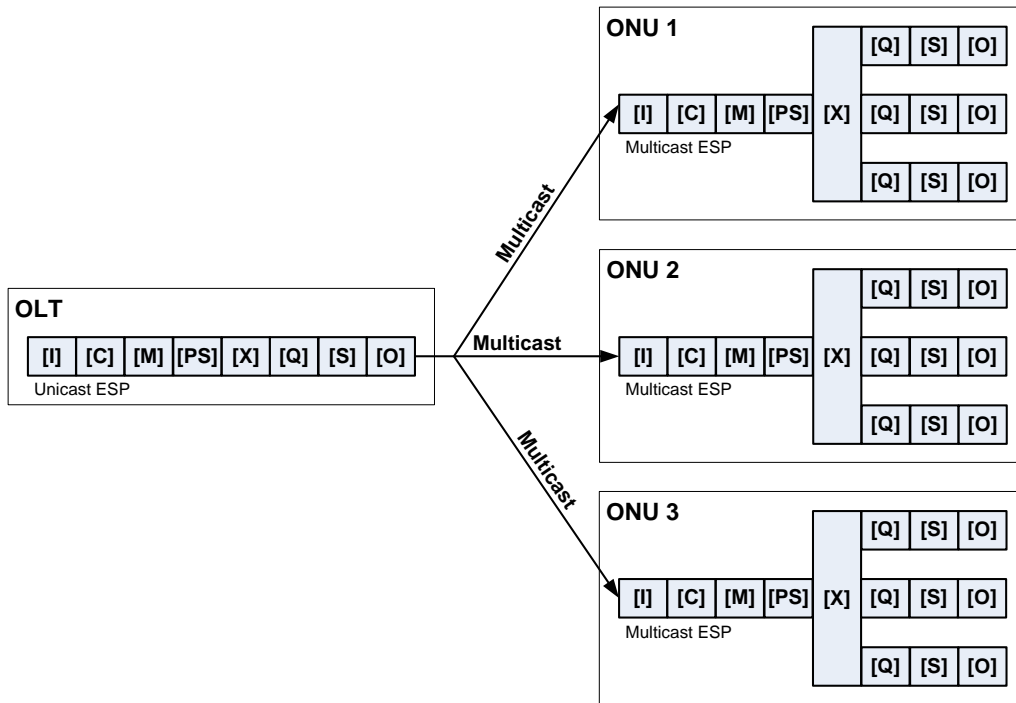 ONU 1
[Q] [S] [O]
[I] [C] [M] [PS] [X] [Q] [S] [O]
Multicast ESP
[Q] [S] [O]
Multicast
ONU 2
[Q] [S] [O]
OLT
[I] [C] [M] [PS] [X] [Q] [S] [O]
Unicast ESP
Multicast
[I] [C] [M] [PS] [X] [Q] [S] [O]
Multicast ESP
[Q] [S] [O]
Multicast
ONU 3
[Q] [S] [O]
[I] [C] [M] [PS] [X] [Q] [S] [O]
Multicast ESP
[Q] [S] [O]